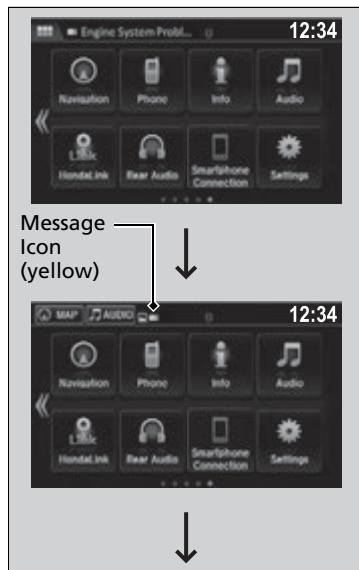 Engine System Probl...
12:34
Navigation
Phone
Info
Audio
HondaLink
Rear Audio
Smartphone
Connection
Settings
Message
Icon
(yellow)
MAP
AUDIO
12:34
Navigation
Phone
Info
Audio
HondaLink
Rear Audio
Smartphone
Connection
Settings